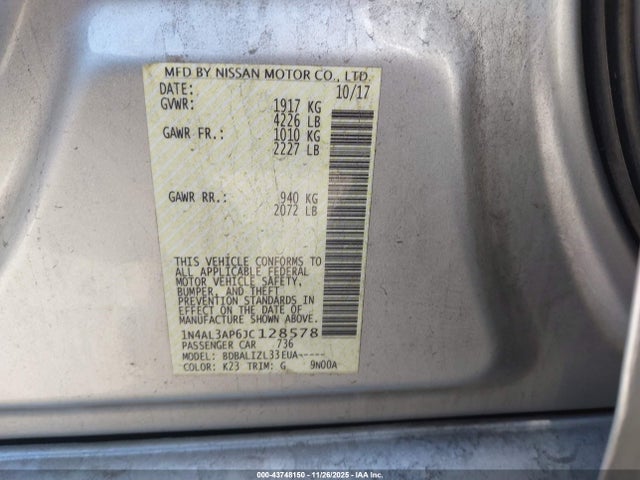 MFD BY NISSAN MOTOR CO., LTD.
DATE: 10/17
GVWR: 1917 KG
4226 LB
GAWR FR.: 1010 KG
2227 LB
GAWR RR.: 940 KG
2072 LB
THIS VEHICLE CONFORMS TO
ALL APPLICABLE FEDERAL
MOTOR VEHICLE SAFETY,
BUMPER, AND THEFT
PREVENTION STANDARDS IN
EFFECT ON THE DATE OF
MANUFACTURE SHOWN ABOVE.
1N4AL3AP6JC128578
PASSENGER CAR 736
MODEL: BDBALIZL33EUA-----
COLOR: K23 TRIM: G 9N00A
000-43748150 - 11/26/2025 - IAA Inc.